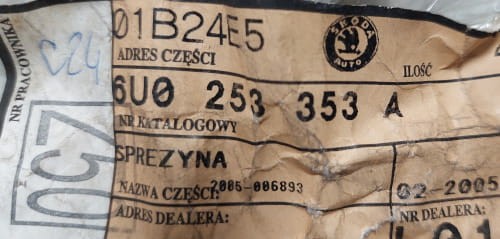 01B24E5
ADRES CZĘŚCI
ŠKODA
AUTO
ILOŚĆ
NR PRACOWNIKA
C24
6U0 253 353 A
NR KATALOGOWY
SPREZYNA
NAZWA CZĘŚCI: 2005-006893
02-2005
ADRES DEALERA:
NR DEALERA: